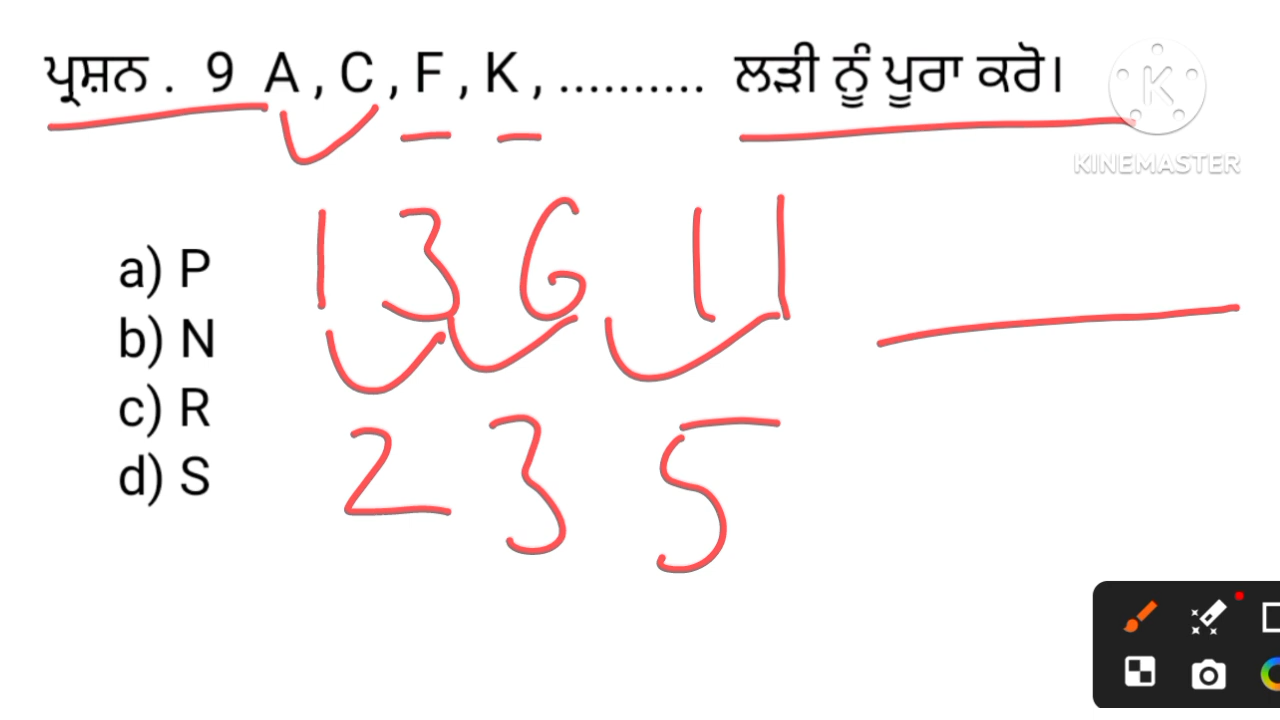 ਪ੍ਰਸ਼ਨ . 9 A , C , F , K , ........... ਲੜੀ ਨੂੰ ਪੂਰਾ ਕਰੋ।
K
KINEMASTER
1 3 6 11
a) P
b) N
c) R
d) S
2 3 5